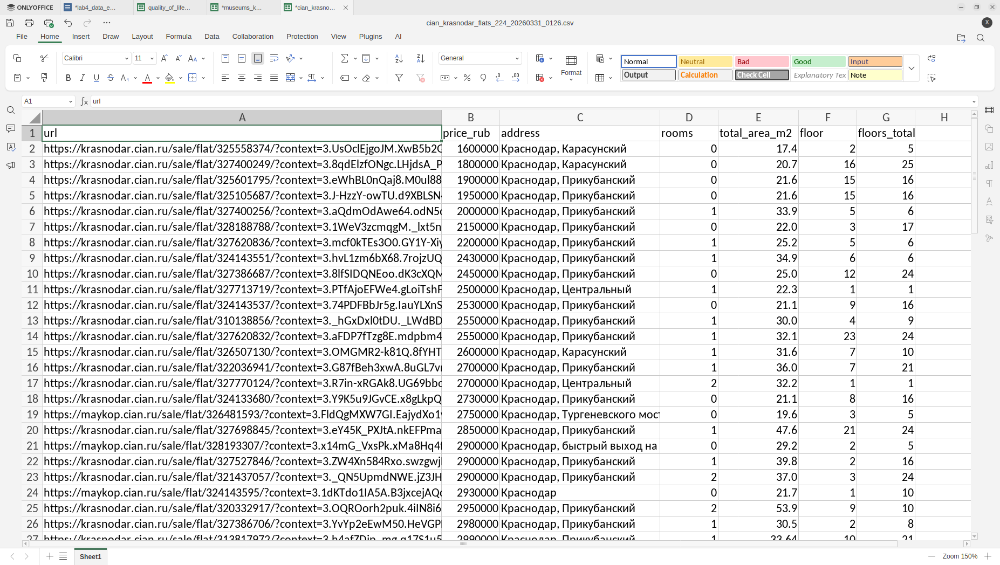 ONLYOFFICE *lab4_data_e... quality_of_life... *museums_k... *cian_krasno...
cian_krasnodar_flats_224_20260331_0126.csv X
File Home Insert Draw Layout Formula Data Collaboration Protection View Plugins AI
Calibri 11 General Format Normal Neutral Bad Good Input
Output Calculation Check Cell Explanatory Tex Note
A1 fx url
A B C D E F G H
1 url price_rub address rooms total_area_m2 floor floors_total
2 https://krasnodar.cian.ru/sale/flat/325558374/?context=3.UsOclEjgoJM.XwB5b2 1600000 Краснодар, Карасунский 0 17.4 2 5
3 https://krasnodar.cian.ru/sale/flat/327400249/?context=3.8qdElzfONgc.LHjdsA_P 1800000 Краснодар, Карасунский 0 20.7 16 25
4 https://krasnodar.cian.ru/sale/flat/325601795/?context=3.eWhBL0nQaj8.M0ul88 1900000 Краснодар, Прикубанский 0 21.6 15 16
5 https://krasnodar.cian.ru/sale/flat/325105687/?context=3.J-HzzY-owTU.d9XBLSN 1950000 Краснодар, Прикубанский 0 21.6 15 16
6 https://krasnodar.cian.ru/sale/flat/327400256/?context=3.aQdmOdAwe64.odN5 2000000 Краснодар, Прикубанский 1 33.9 5 6
7 https://krasnodar.cian.ru/sale/flat/328188788/?context=3.1WeV3zcmqgM._lxt5n 2150000 Краснодар, Прикубанский 0 22.0 3 17
8 https://krasnodar.cian.ru/sale/flat/327620836/?context=3.mcf0kTEs3O0.GY1Y-Xiy 2200000 Краснодар, Прикубанский 1 25.2 5 6
9 https://krasnodar.cian.ru/sale/flat/324143551/?context=3.hvL1zm6bX68.7rojzUQ 2430000 Краснодар, Прикубанский 1 34.9 6 6
10 https://krasnodar.cian.ru/sale/flat/327386687/?context=3.8lfSIDQNEoo.dK3cXQM 2450000 Краснодар, Прикубанский 0 25.0 12 24
11 https://krasnodar.cian.ru/sale/flat/327713719/?context=3.PTfAjoEFWe4.gLoiTshF 2500000 Краснодар, Центральный 1 22.3 1 1
12 https://krasnodar.cian.ru/sale/flat/324143537/?context=3.74PDFBbJr5g.IauYLXnS 2530000 Краснодар, Прикубанский 0 21.1 9 16
13 https://krasnodar.cian.ru/sale/flat/310138856/?context=3._hGxDxl0tDU._LWdBD 2550000 Краснодар, Прикубанский 1 30.0 4 9
14 https://krasnodar.cian.ru/sale/flat/327620832/?context=3.aFDP7fTzg8E.mdpbm4 2550000 Краснодар, Прикубанский 1 32.1 23 24
15 https://krasnodar.cian.ru/sale/flat/326507130/?context=3.OMGMR2-k81Q.8fYHT 2600000 Краснодар, Карасунский 1 31.6 7 10
16 https://krasnodar.cian.ru/sale/flat/322036941/?context=3.G87fBeh3xwA.8uGL7v 2700000 Краснодар, Прикубанский 1 36.0 7 21
17 https://krasnodar.cian.ru/sale/flat/327770124/?context=3.R7in-xRGAk8.UG69bb 2700000 Краснодар, Центральный 2 32.2 1 1
18 https://krasnodar.cian.ru/sale/flat/324133680/?context=3.Y9K5u9JGvCE.x8gLkpQ 2730000 Краснодар, Прикубанский 0 21.1 8 16
19 https://maykop.cian.ru/sale/flat/326481593/?context=3.FldQgMXW7GI.EajydXo1 2750000 Краснодар, Тургеневского мост 0 19.6 3 5
20 https://krasnodar.cian.ru/sale/flat/327698845/?context=3.eY45K_PXJtA.nkEFPma 2850000 Краснодар, Прикубанский 1 47.6 21 24
21 https://maykop.cian.ru/sale/flat/328193307/?context=3.x14mG_VxsPk.xMa8Hq4f 2900000 Краснодар, быстрый выход на 0 29.2 2 5
22 https://krasnodar.cian.ru/sale/flat/327527846/?context=3.ZW4Xn584Rxo.swzgwj 2900000 Краснодар, Прикубанский 1 39.8 2 16
23 https://krasnodar.cian.ru/sale/flat/321437057/?context=3._QN5UpmdNWE.jZ3JH 2900000 Краснодар, Прикубанский 2 37.0 3 24
24 https://maykop.cian.ru/sale/flat/324143595/?context=3.1dKTdo1IA5A.B3jxcejAQ 2930000 Краснодар 0 21.7 1 10
25 https://krasnodar.cian.ru/sale/flat/320332917/?context=3.OQROorh2puk.4iIN8i6 2950000 Краснодар, Прикубанский 2 53.9 9 10
26 https://krasnodar.cian.ru/sale/flat/327386706/?context=3.YvYp2eEwM50.HeVGP 2980000 Краснодар, Прикубанский 1 30.5 2 8
27 2990000 Краснодар, Прикубанский 1 33.64 10 21
Sheet1 Zoom 150%